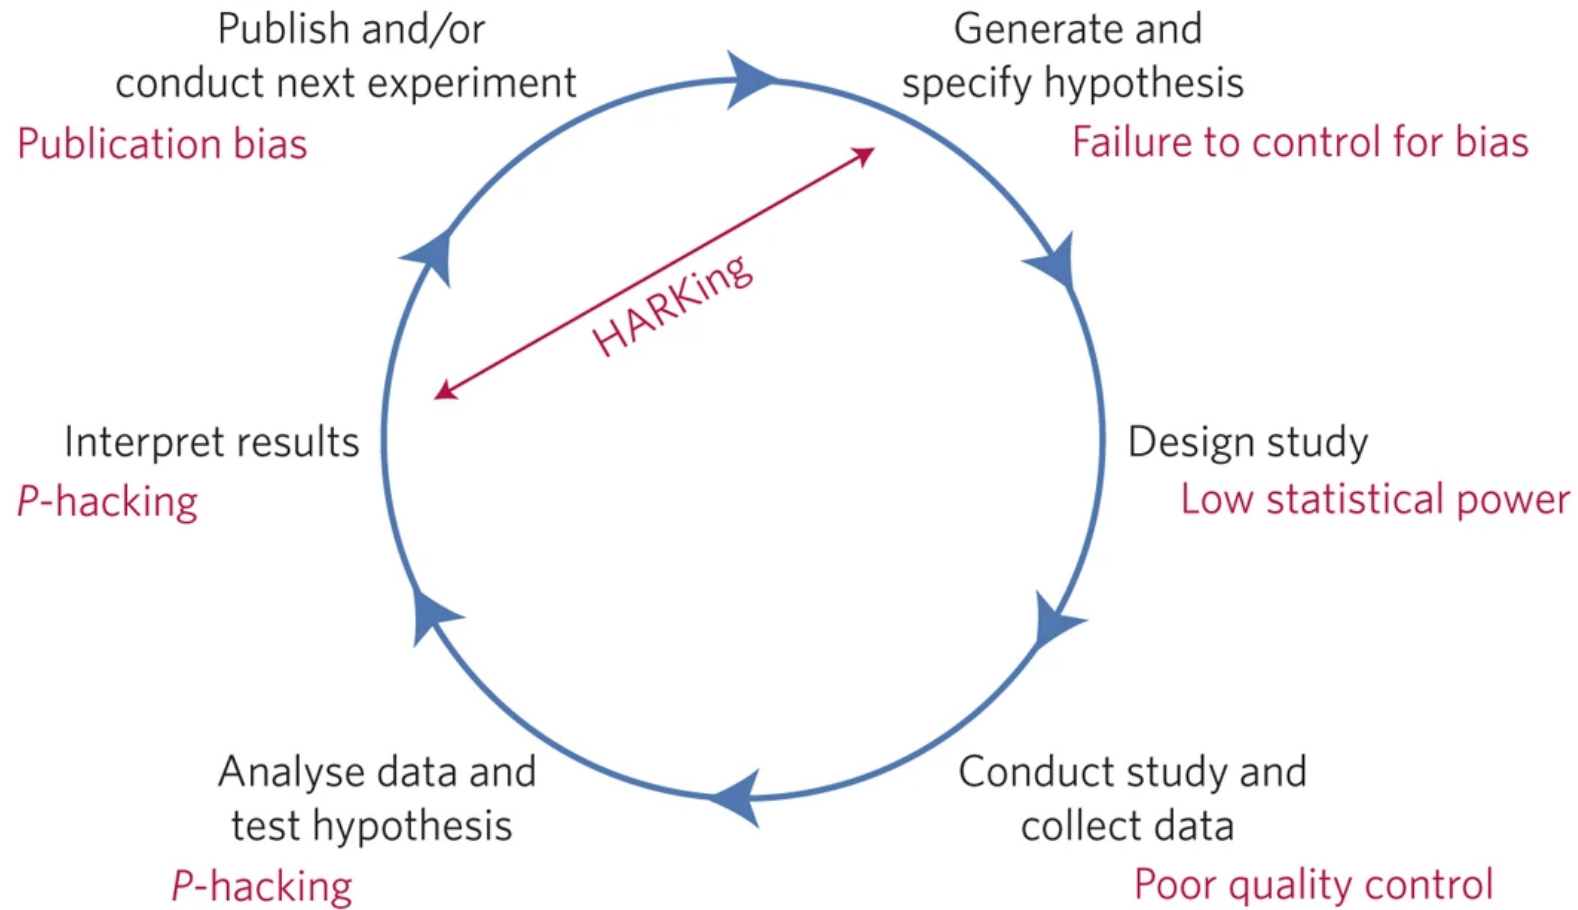 Publish and/or
conduct next experiment
Publication bias
Generate and
specify hypothesis
Failure to control for bias
HARKing
Interpret results
P-hacking
Design study
Low statistical power
Analyse data and
test hypothesis
P-hacking
Conduct study and
collect data
Poor quality control